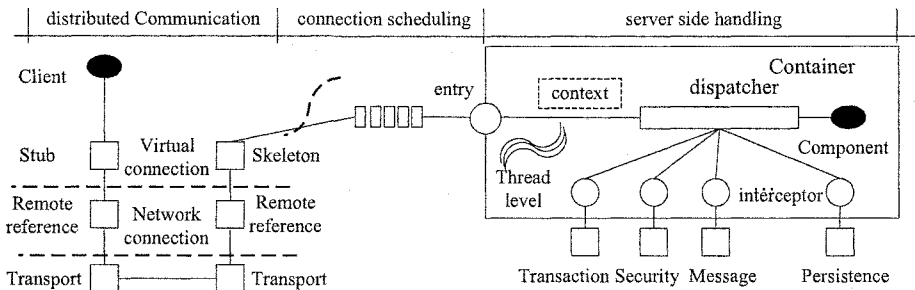 distributed Communication
connection scheduling
server side handling
Client
entry
context
Container
dispatcher
Component
Stub
Virtual
connection
Skeleton
Thread
level
interceptor
Remote
reference
Network
connection
Remote
reference
Transport
Transport
Transaction
Security
Message
Persistence